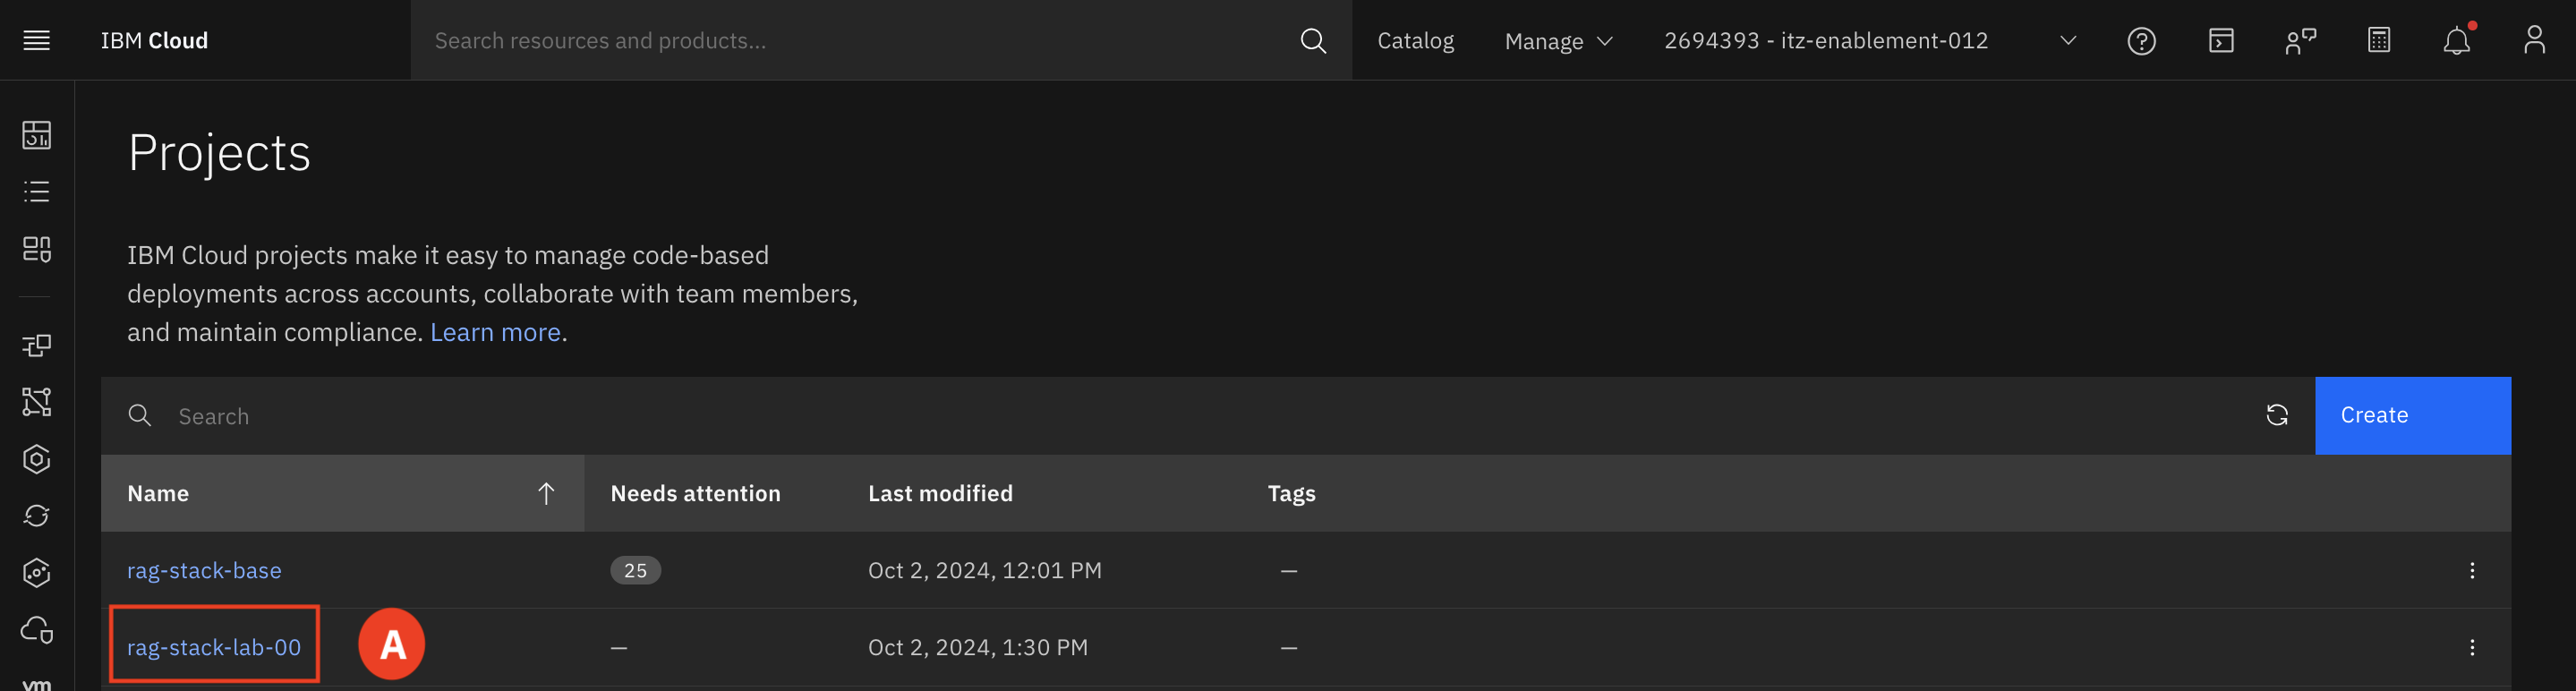 IBM Cloud
Search resources and products...
Catalog
Manage
2694393 - itz-enablement-012
Projects
IBM Cloud projects make it easy to manage code-based
deployments across accounts, collaborate with team members,
and maintain compliance. Learn more.
Search
Create
Name
Needs attention
Last modified
Tags
rag-stack-base
25
Oct 2, 2024, 12:01 PM
—
rag-stack-lab-00
A
—
Oct 2, 2024, 1:30 PM
—
vm